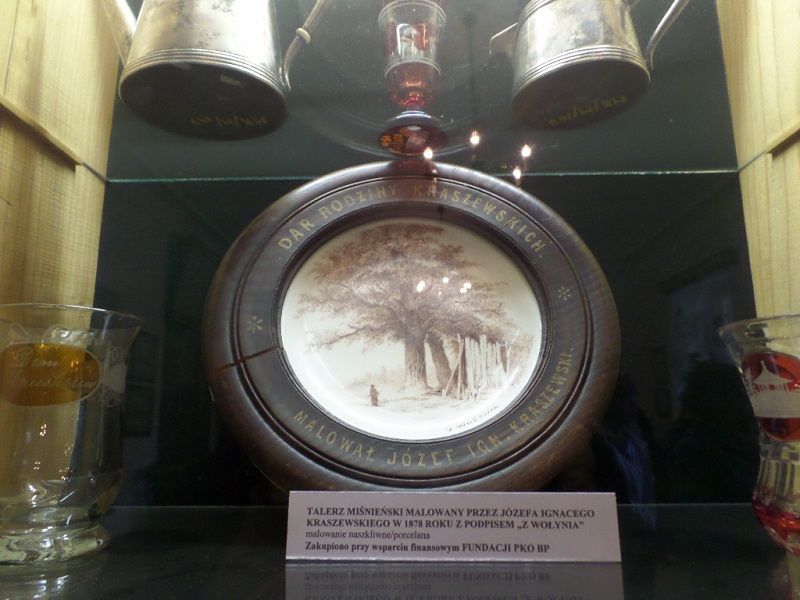 DAR RODZINY KRASZEWSKICH.
MALOWAŁ JÓZEF IGN. KRASZEWSKI.
Z WOŁYNIA
TALERZ MIŚNIEŃSKI MALOWANY PRZEZ JÓZEFA IGNACEGO
KRASZEWSKIEGO W 1878 ROKU Z PODPISEM „Z WOŁYNIA”
malowanie naszkliwne/porcelana
Zakupiono przy wsparciu finansowym FUNDACJI PKO BP